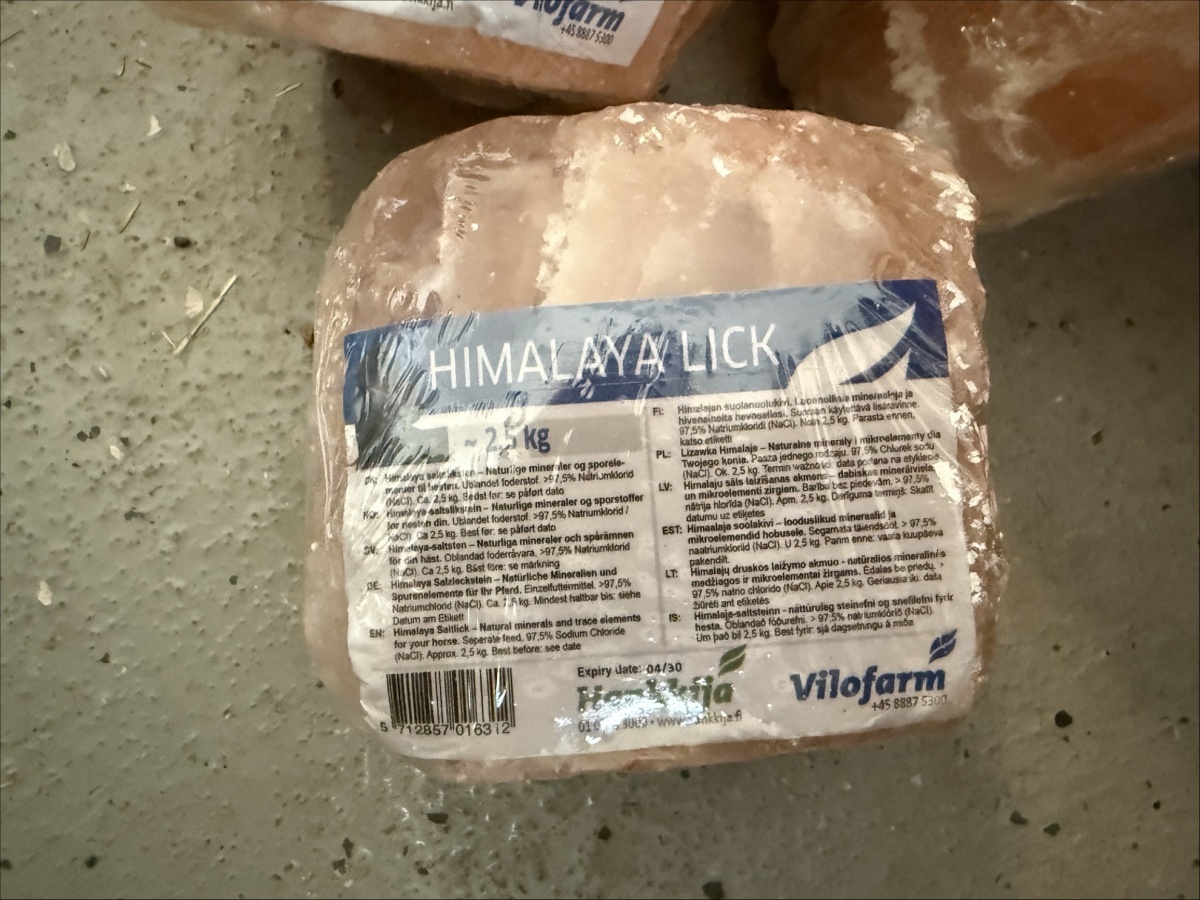 Vilofarm
+45 8887 5300
HIMALAYA LICK
~ 2,5 kg
Himalaya saltliksten – Naturlige mineraler og sporele-
til hesten. Ublandet foderstof. >97,5% Natriumklorid
(NaCl). Ca. 2,5 kg. Bedst før: se påført dato
NO: Himalaya-saltslikstein – Naturlige mineraler og sporstoffer
for hesten din. Ublandet foderstof. >97,5% Natriumklorid /
(NaCl). Ca 2,5 kg. Best før: se påført dato
SV: Himalaya-saltsten – Naturliga mineraler och spårämnen
för din häst. Oblandad foderråvara. >97,5% Natriumklorid
(NaCl). Ca 2,5 kg. Bäst före: se märkning
DE: Himalaya Salzleckstein – Natürliche Mineralien und
Spurenelemente für Ihr Pferd. Einzelfuttermittel. >97,5%
Natriumchlorid (NaCl). Ca. kg. Mindest haltbar bis: siehe
Datum am Etikett
EN: Himalaya Saltlick – Natural minerals and trace elements
for your horse. Seperate feed. 97,5% Sodium Chloride
(NaCl). Approx. 2,5 kg. Best before: see date
FI: Himalajan suolanuolukivi. Luonnollisia mineraaleja ja
hivenaineita hevosellesi. Suoraan käytettävä lisäravinne.
97,5% Natriumkloridi (NaCl). Noin 2,5 kg. Parasta ennen,
katso etiketti
PL: Lizawka Himalaje – Naturalne minerały i mikroelementy dla
Twojego konia. Pasza jednego rodzaju. 97,5% Chlorek sodu
(NaCl). Ok. 2,5 kg. Termin ważności: data podana na etykiecie
LV: Himalaju sāls laizīšanas akmens – dabiskas minerālvielas
un mikroelementi zirgiem. Barībai bez piedevām. > 97,5%
nātrija hlorīda (NaCl). Apm. 2,5 kg. Derīguma termiņš: Skatīt
datumu uz etiķetes
EST: Himaalaja soolakivi – looduslikud mineraalid ja
mikroelemendid hobusele. Segamata täiendsööt. > 97,5%
naatriumkloriid (NaCl). U 2,5 kg. Parim enne: vaata kuupäeva
pakendilt.
LT: Himalajų druskos laižymo akmuo - natūralios mineralinės
medžiagos ir mikroelementai žirgams. Ėdalas be priedų. >
97,5% natrio chlorido (NaCl). Apie 2,5 kg. Geriausia iki: data
žiūrėti ant etiketės
IS: Himalaja-saltsteinn - náttúruleg steinefni og snefilefni fyrir
hesta. Óblandað fóðurefni. > 97,5% natríumklóríð (NaCl).
Um það bil 2,5 kg. Best fyrir: sjá dagsetningu á miða
Expiry date: 04/30
Hankkija
Vilofarm
+45 8887 5300
5 712857 016312